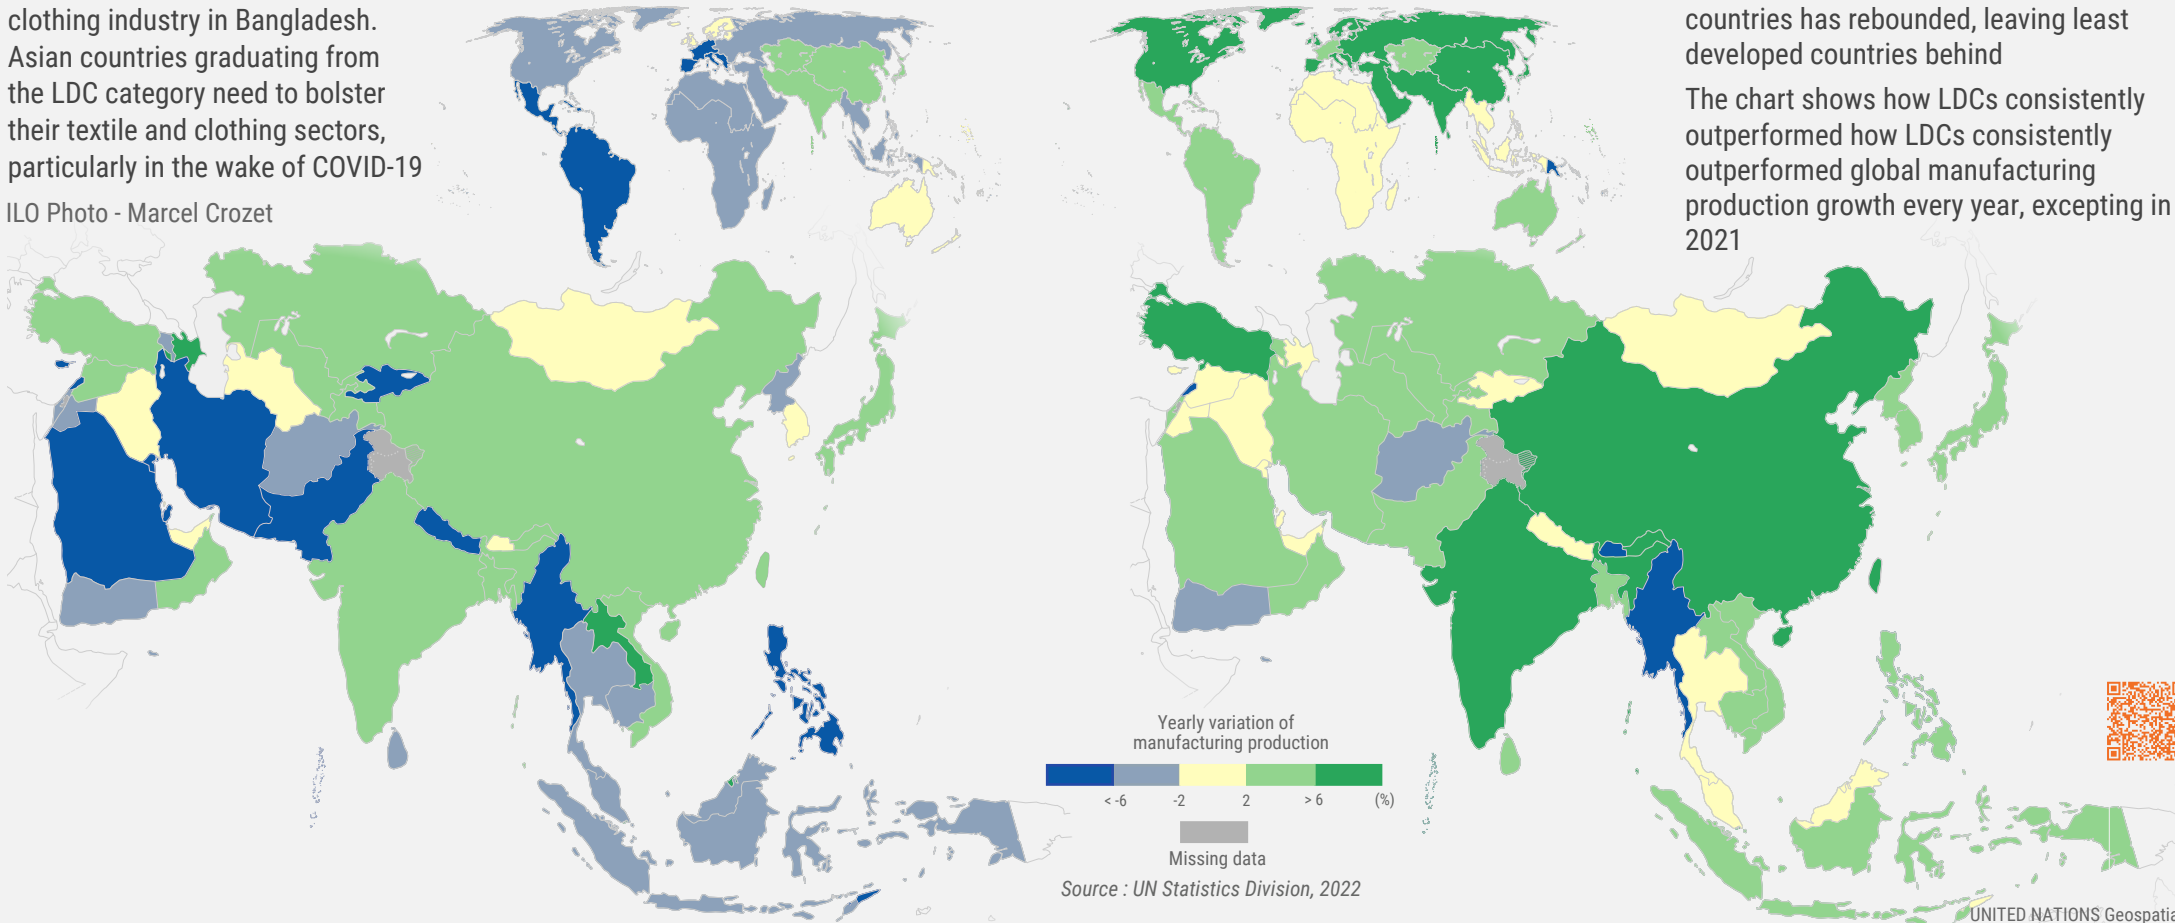 clothing industry in Bangladesh.
Asian countries graduating from
the LDC category need to bolster
their textile and clothing sectors,
particularly in the wake of COVID-19
ILO Photo - Marcel Crozet
countries has rebounded, leaving least
developed countries behind
The chart shows how LDCs consistently
outperformed how LDCs consistently
outperformed global manufacturing
production growth every year, excepting in
2021
Yearly variation of
manufacturing production
< -6 -2 2 > 6 (%)
Missing data
Source : UN Statistics Division, 2022
UNITED NATIONS Geospatia